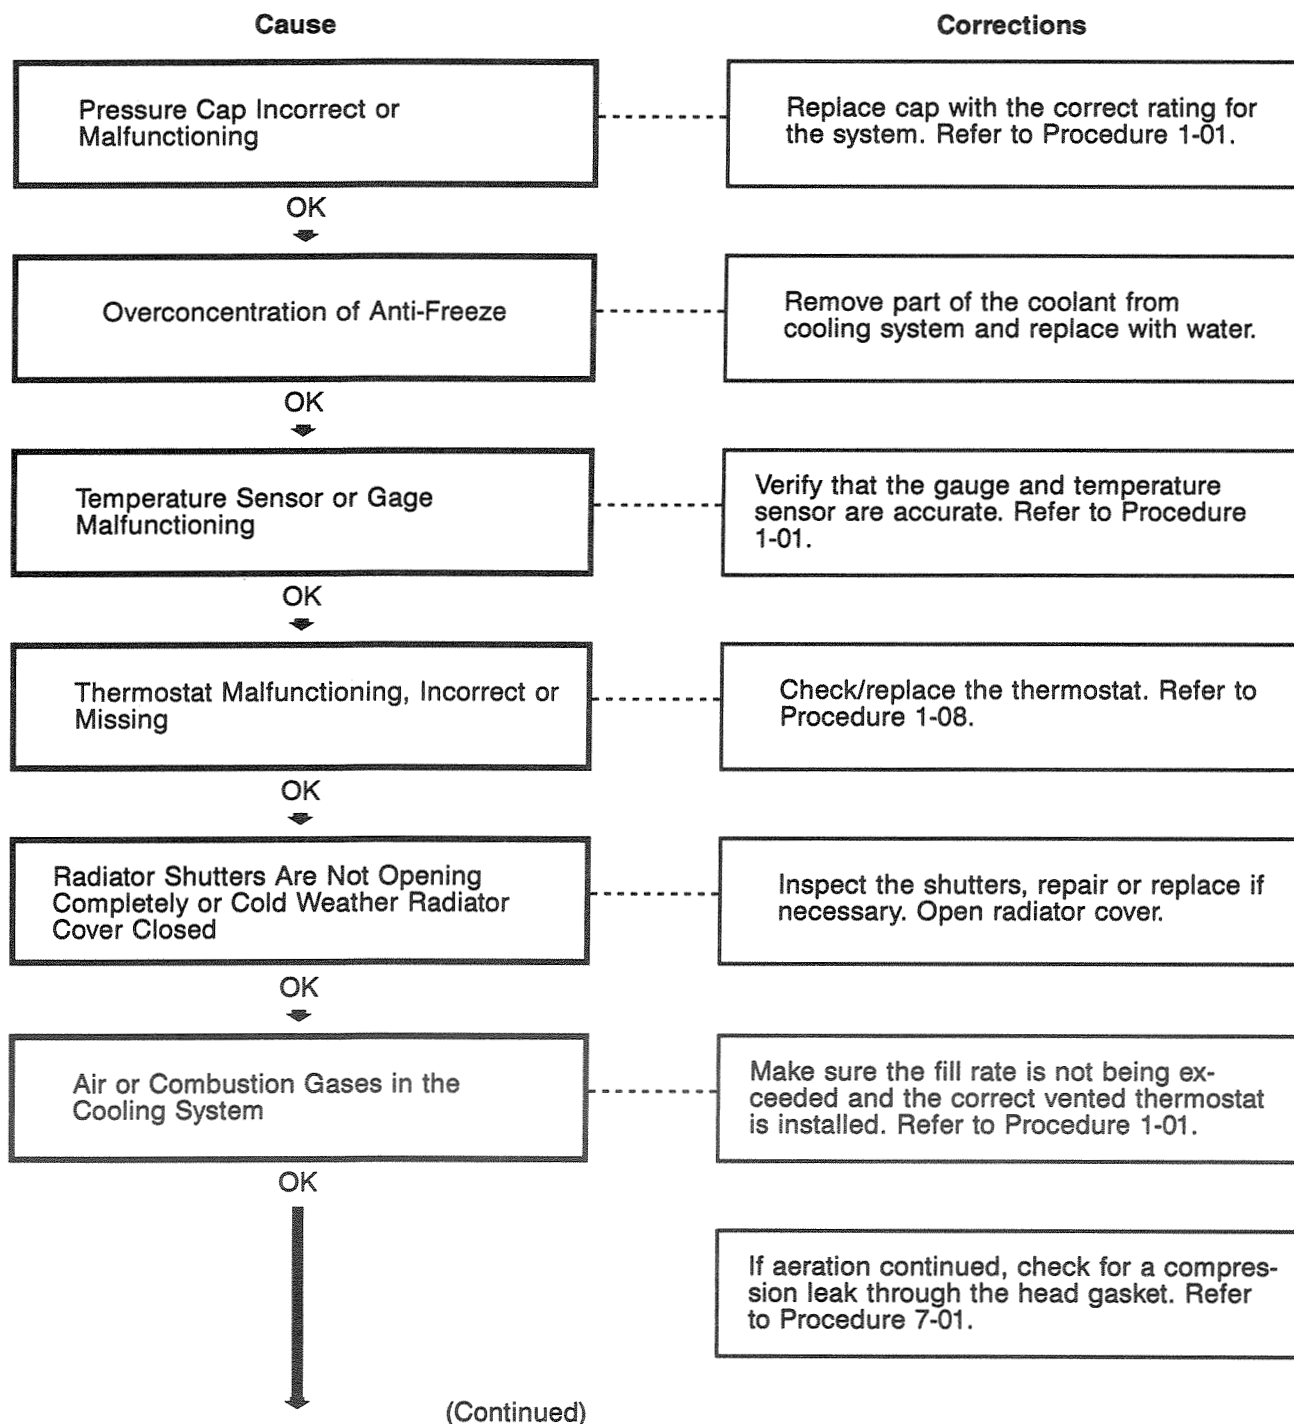 Cause
Corrections
Pressure Cap Incorrect or
Malfunctioning
Replace cap with the correct rating for
the system. Refer to Procedure 1-01.
OK
Overconcentration of Anti-Freeze
Remove part of the coolant from
cooling system and replace with water.
OK
Temperature Sensor or Gage
Malfunctioning
Verify that the gauge and temperature
sensor are accurate. Refer to Procedure
1-01.
OK
Thermostat Malfunctioning, Incorrect or
Missing
Check/replace the thermostat. Refer to
Procedure 1-08.
OK
Radiator Shutters Are Not Opening
Completely or Cold Weather Radiator
Cover Closed
Inspect the shutters, repair or replace if
necessary. Open radiator cover.
OK
Air or Combustion Gases in the
Cooling System
Make sure the fill rate is not being ex-
ceeded and the correct vented thermostat
is installed. Refer to Procedure 1-01.
OK
If aeration continued, check for a compres-
sion leak through the head gasket. Refer
to Procedure 7-01.
(Continued)